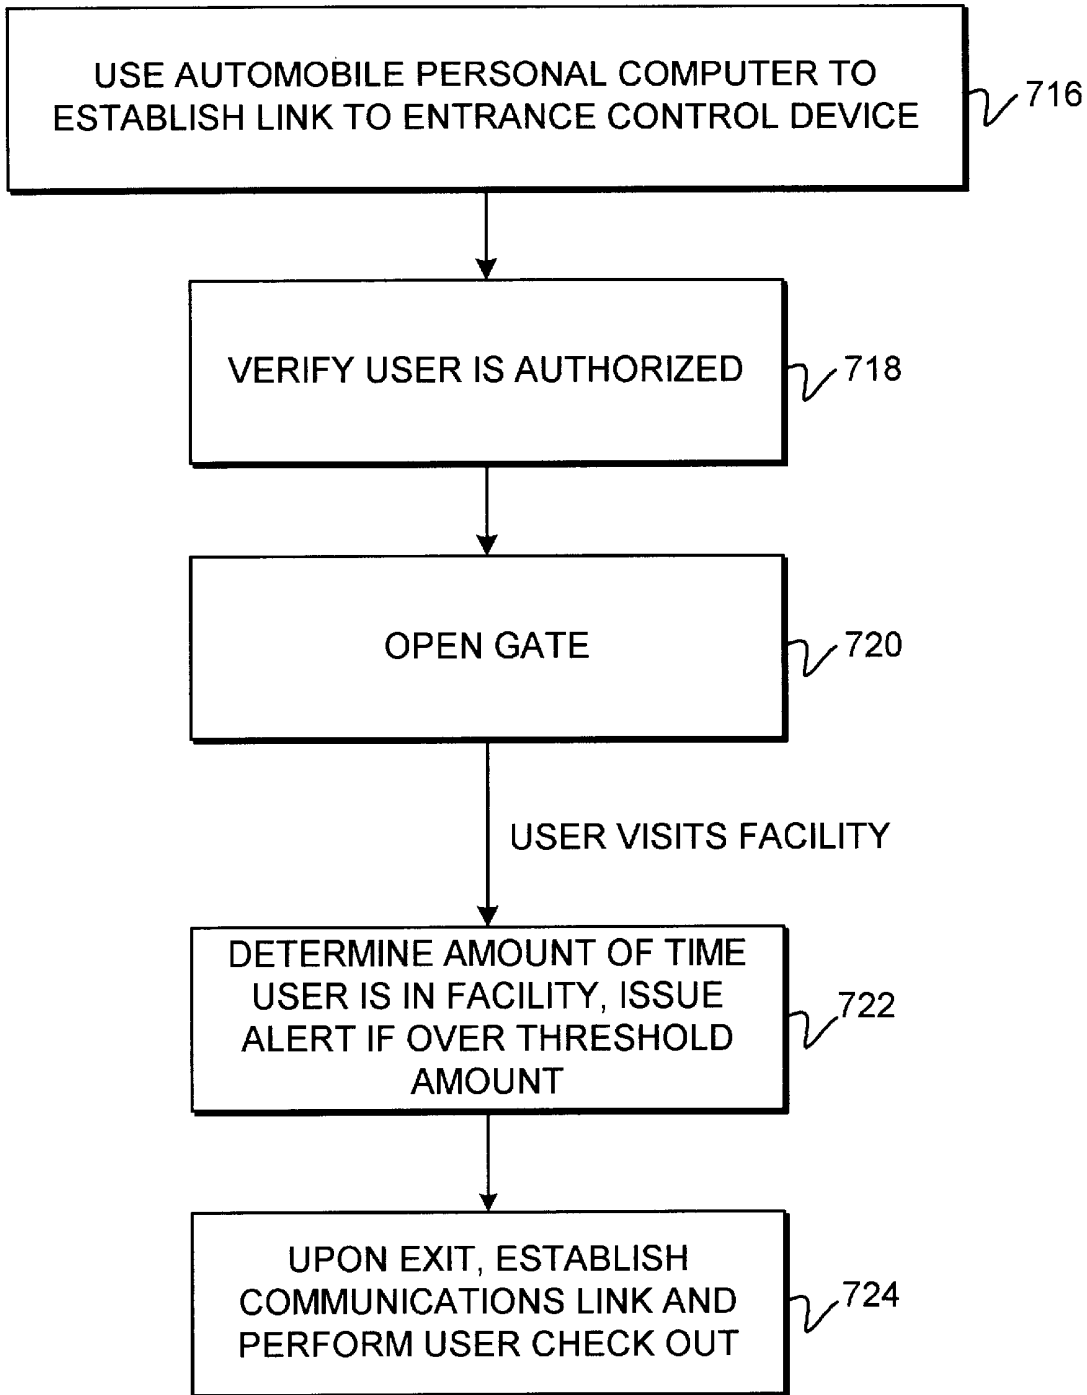 USE AUTOMOBILE PERSONAL COMPUTER TO
ESTABLISH LINK TO ENTRANCE CONTROL DEVICE
716
VERIFY USER IS AUTHORIZED
718
OPEN GATE
720
USER VISITS FACILITY
DETERMINE AMOUNT OF TIME
USER IS IN FACILITY, ISSUE
ALERT IF OVER THRESHOLD
AMOUNT
722
UPON EXIT, ESTABLISH
COMMUNICATIONS LINK AND
PERFORM USER CHECK OUT
724